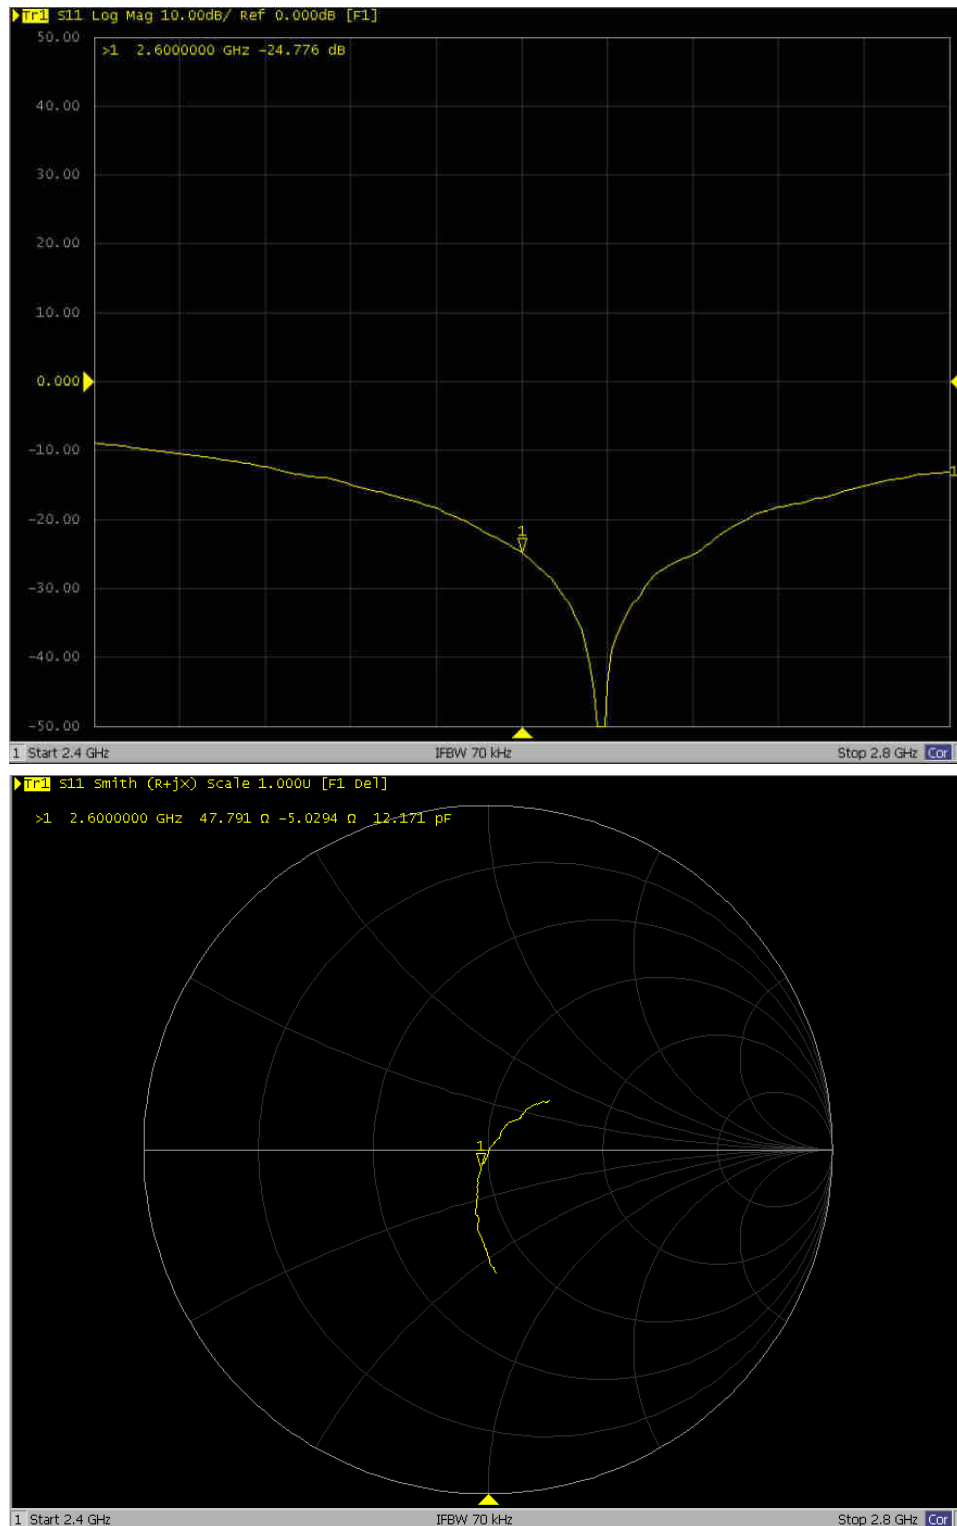 Tr1 S11 Log Mag 10.00dB/ Ref 0.000dB [F1]
50.00
>1 2.6000000 GHz -24.776 dB
40.00
30.00
20.00
10.00
0.000
-10.00
1
-20.00
1
-30.00
-40.00
-50.00
1 Start 2.4 GHz IFBW 70 kHz Stop 2.8 GHz Cor
Tr1 S11 Smith (R+jX) Scale 1.000U [F1 Del]
>1 2.6000000 GHz 47.791 Ω -5.0294 Ω 12.171 pF
1
1 Start 2.4 GHz IFBW 70 kHz Stop 2.8 GHz Cor